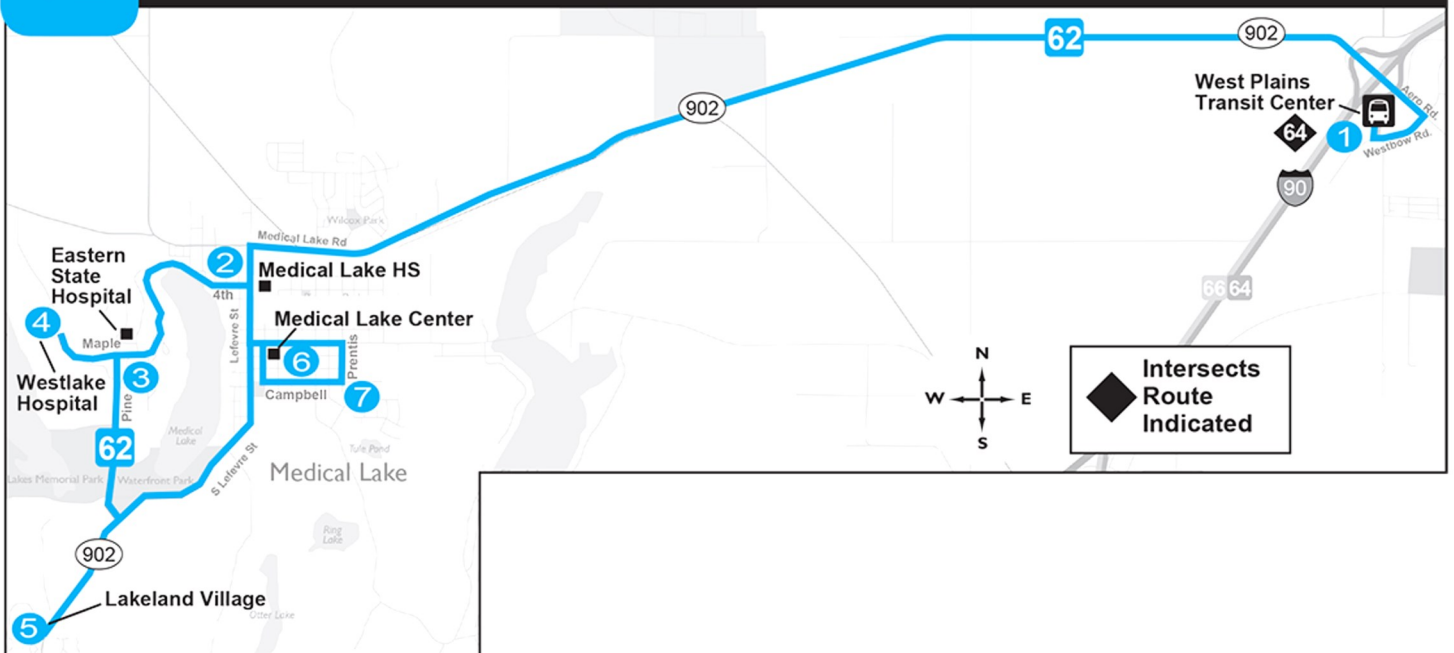 62
902
902
West Plains
Transit Center
64
1
Aero Rd.
Westbow Rd.
90
Wilcox Park
Medical Lake Rd
Eastern
State
Hospital
2
Medical Lake HS
4th
66 64
4
Maple
Lefevre St
Medical Lake Center
6
Prentis
Westlake
Hospital
3
Pine
Campbell
7
N
W
E
S
Intersects
Route
Indicated
62
Medical
Lake
Tule Pond
Medical Lake
Lakes Memorial Park
Waterfront Park
S Lefevre St
Ring
Lake
902
Lakeland Village
Otter Lake
5